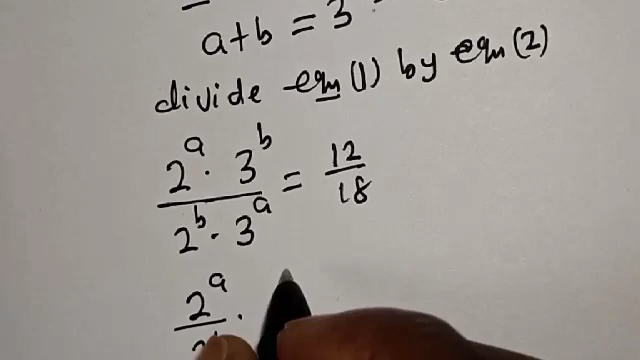 a+b = 3
divide eqn (1) by eqn (2)
2^a · 3^b / 2^b · 3^a = 12/18
2^a ·